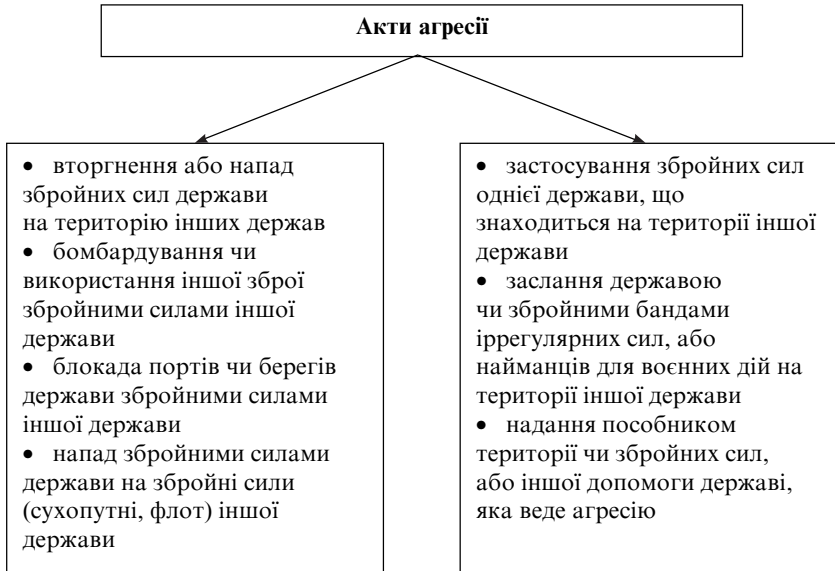 Акти агресії
• вторгнення або напад
збройних сил держави
на територію інших держав
• бомбардування чи
використання іншої зброї
збройними силами іншої
держави
• блокада портів чи берегів
держави збройними силами
іншої держави
• напад збройними силами
держави на збройні сили
(сухопутні, флот) іншої
держави
• застосування збройних сил
однієї держави, що
знаходиться на території іншої
держави
• заслання державою
чи збройними бандами
іррегулярних сил, або
найманців для воєнних дій на
території іншої держави
• надання пособником
території чи збройних сил,
або іншої допомоги державі,
яка веде агресію